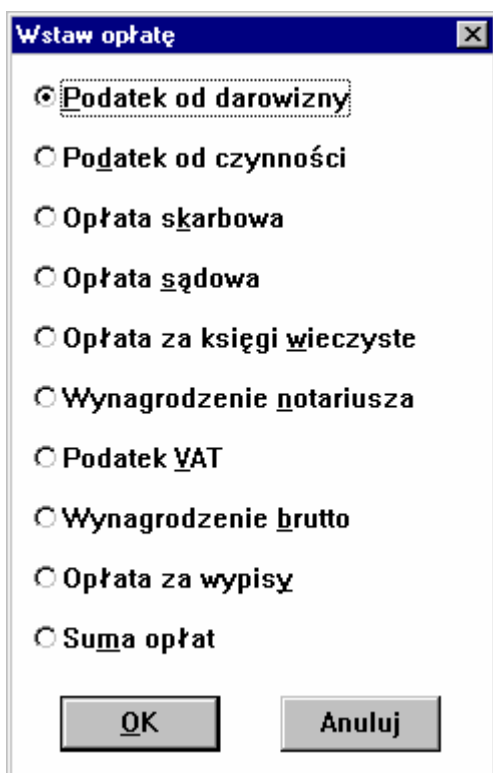 Wstaw opłatę
Podatek od darowizny
Podatek od czynności
Opłata skarbowa
Opłata sądowa
Opłata za księgi wieczyste
Wynagrodzenie notariusza
Podatek VAT
Wynagrodzenie brutto
Opłata za wypisy
Suma opłat
OK Anuluj